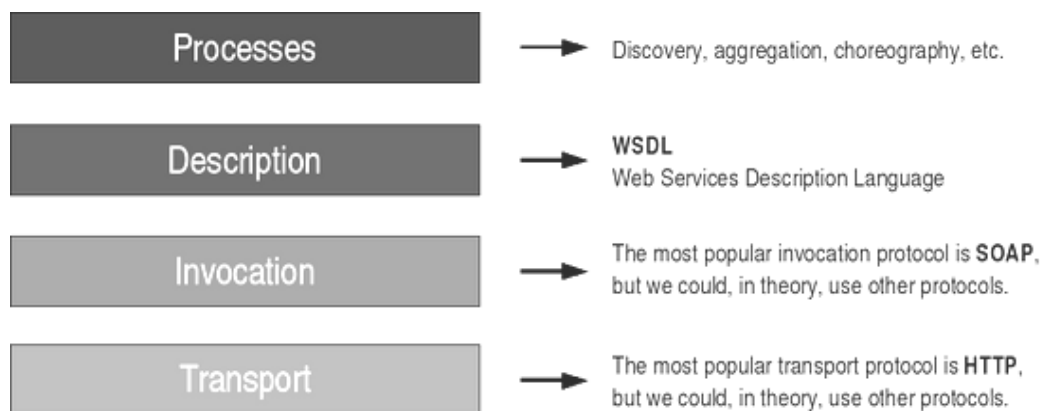 Processes
Discovery, aggregation, choreography, etc.
Description
WSDL
Web Services Description Language
Invocation
The most popular invocation protocol is SOAP,
but we could, in theory, use other protocols.
Transport
The most popular transport protocol is HTTP,
but we could, in theory, use other protocols.